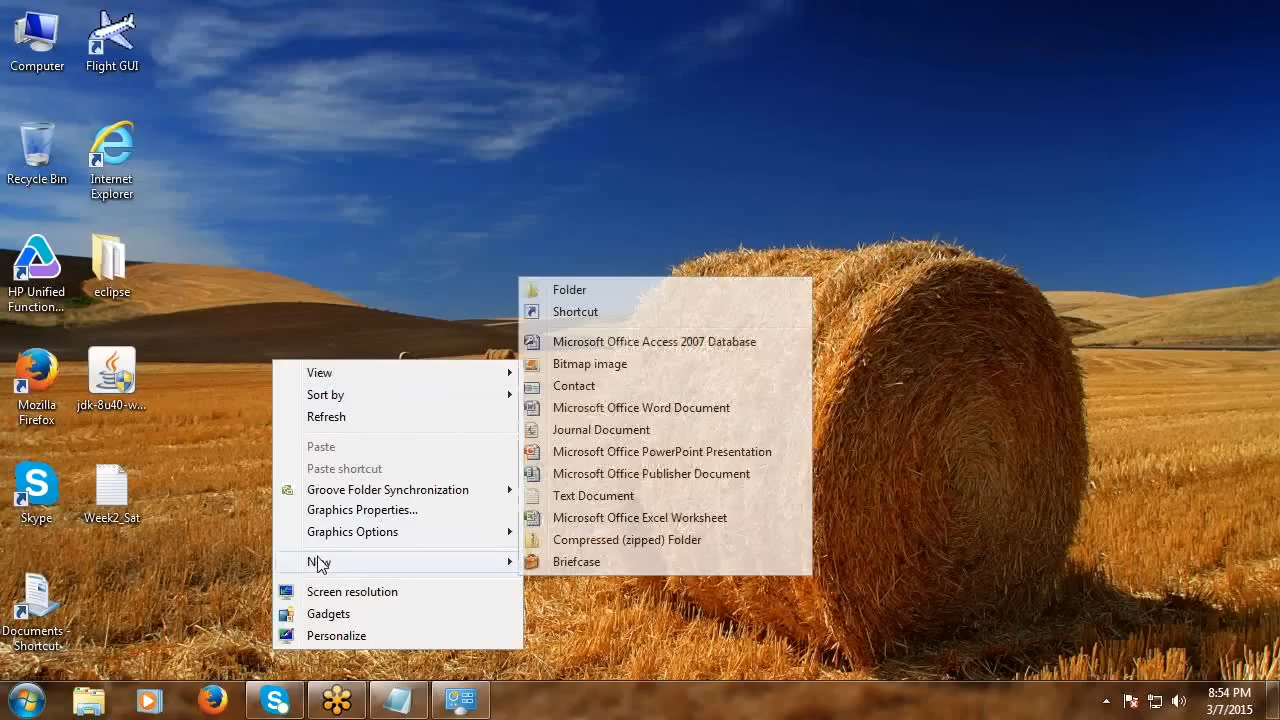 Computer
Flight GUI
Recycle Bin
Internet
Explorer
HP Unified
Function...
eclipse
Mozilla
Firefox
jdk-8u40-w...
Skype
Week2_Sat
Documents -
Shortcut
View
Sort by
Refresh
Paste
Paste shortcut
Groove Folder Synchronization
Graphics Properties...
Graphics Options
New
Screen resolution
Gadgets
Personalize
Folder
Shortcut
Microsoft Office Access 2007 Database
Bitmap image
Contact
Microsoft Office Word Document
Journal Document
Microsoft Office PowerPoint Presentation
Microsoft Office Publisher Document
Text Document
Microsoft Office Excel Worksheet
Compressed (zipped) Folder
Briefcase
8:54 PM
3/7/2015